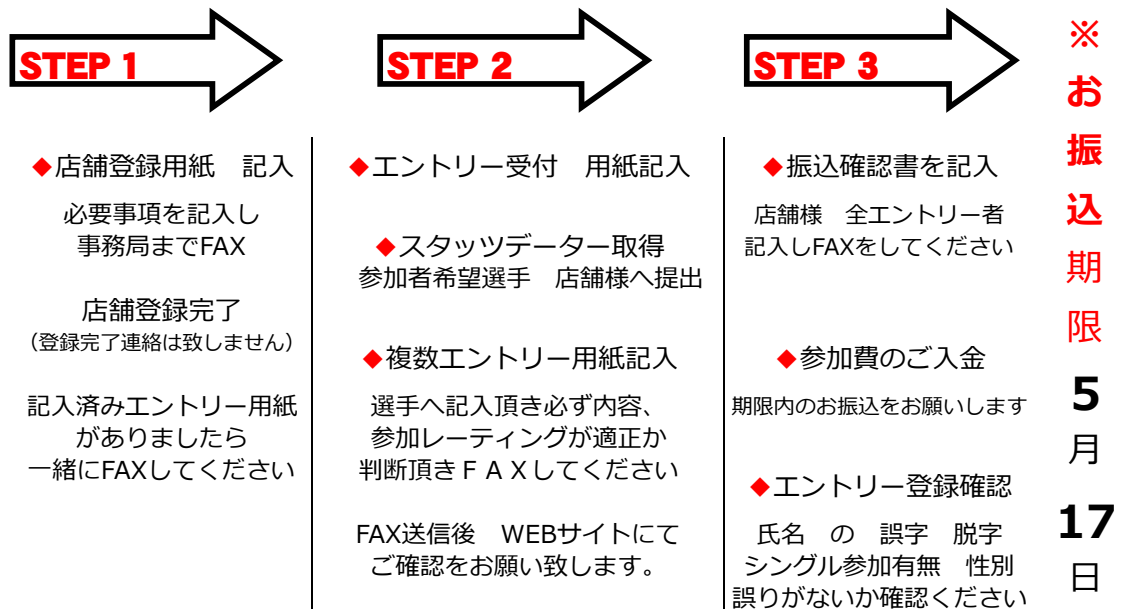 STEP 1
◆店舗登録用紙　記入
必要事項を記入し
事務局までFAX
店舗登録完了
（登録完了連絡は致しません）
記入済みエントリー用紙
がありましたら
一緒にFAXしてください
STEP 2
◆エントリー受付　用紙記入
◆スタッツデーター取得
参加者希望選手　店舗様へ提出
◆複数エントリー用紙記入
選手へ記入頂き必ず内容、
参加レーティングが適正か
判断頂きＦＡＸしてください
FAX送信後　WEBサイトにて
ご確認をお願い致します。
STEP 3
◆振込確認書を記入
店舗様　全エントリー者
記入しFAXをしてください
◆参加費のご入金
期限内のお振込をお願いします
◆エントリー登録確認
氏名　の　誤字　脱字
シングル参加有無　性別
誤りがないか確認ください
※お振込期限5月17日